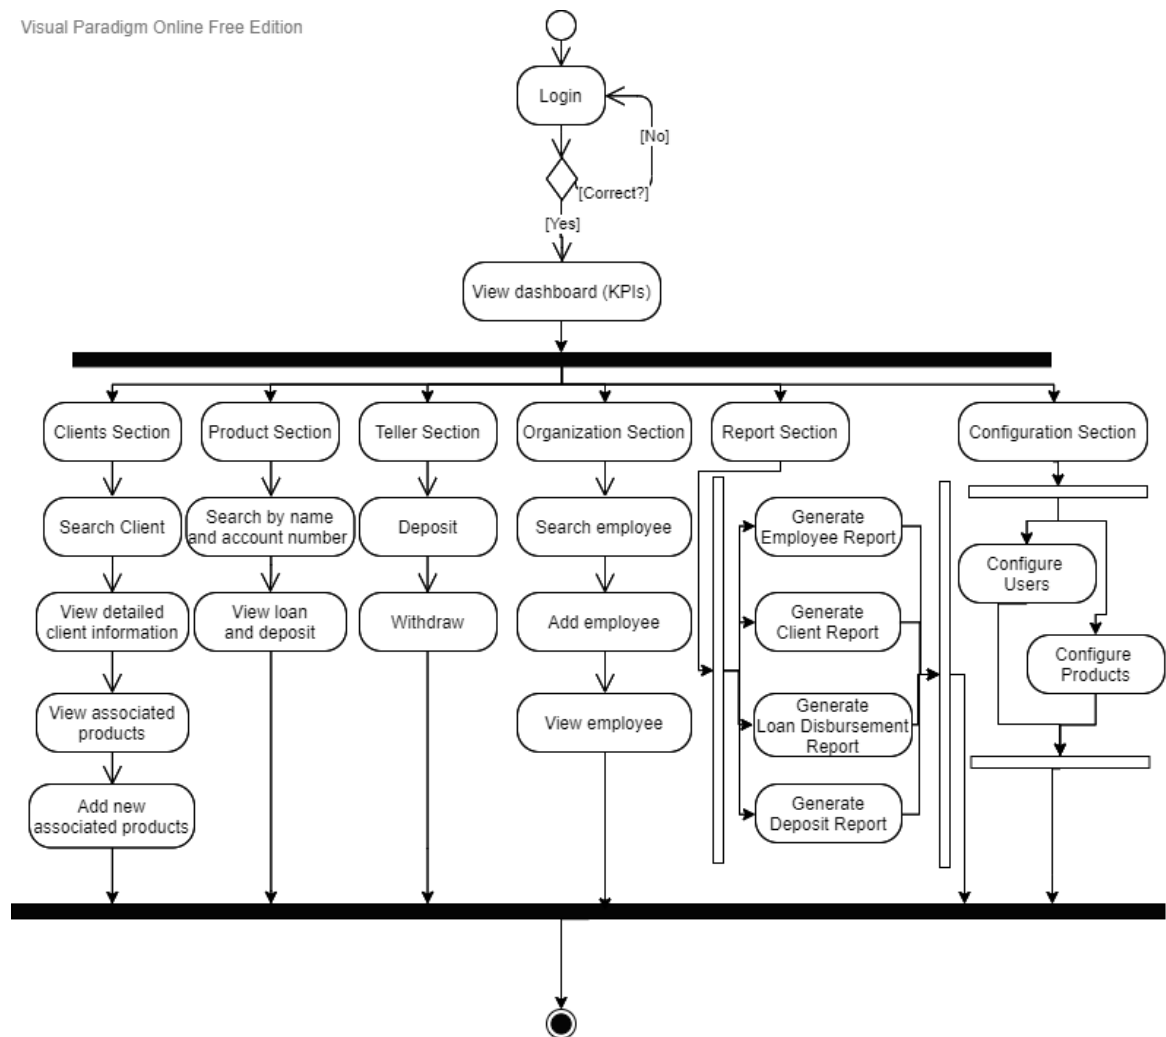 Visual Paradigm Online Free Edition
Login
[No]
[Correct?]
[Yes]
View dashboard (KPIs)
Clients Section
Product Section
Teller Section
Organization Section
Report Section
Configuration Section
Search Client
Search by name
and account number
Deposit
Search employee
Generate
Employee Report
Configure
Users
View detailed
client information
View loan
and deposit
Withdraw
Add employee
Generate
Client Report
Configure
Products
View associated
products
View employee
Generate
Loan Disbursement
Report
Add new
associated products
Generate
Deposit Report